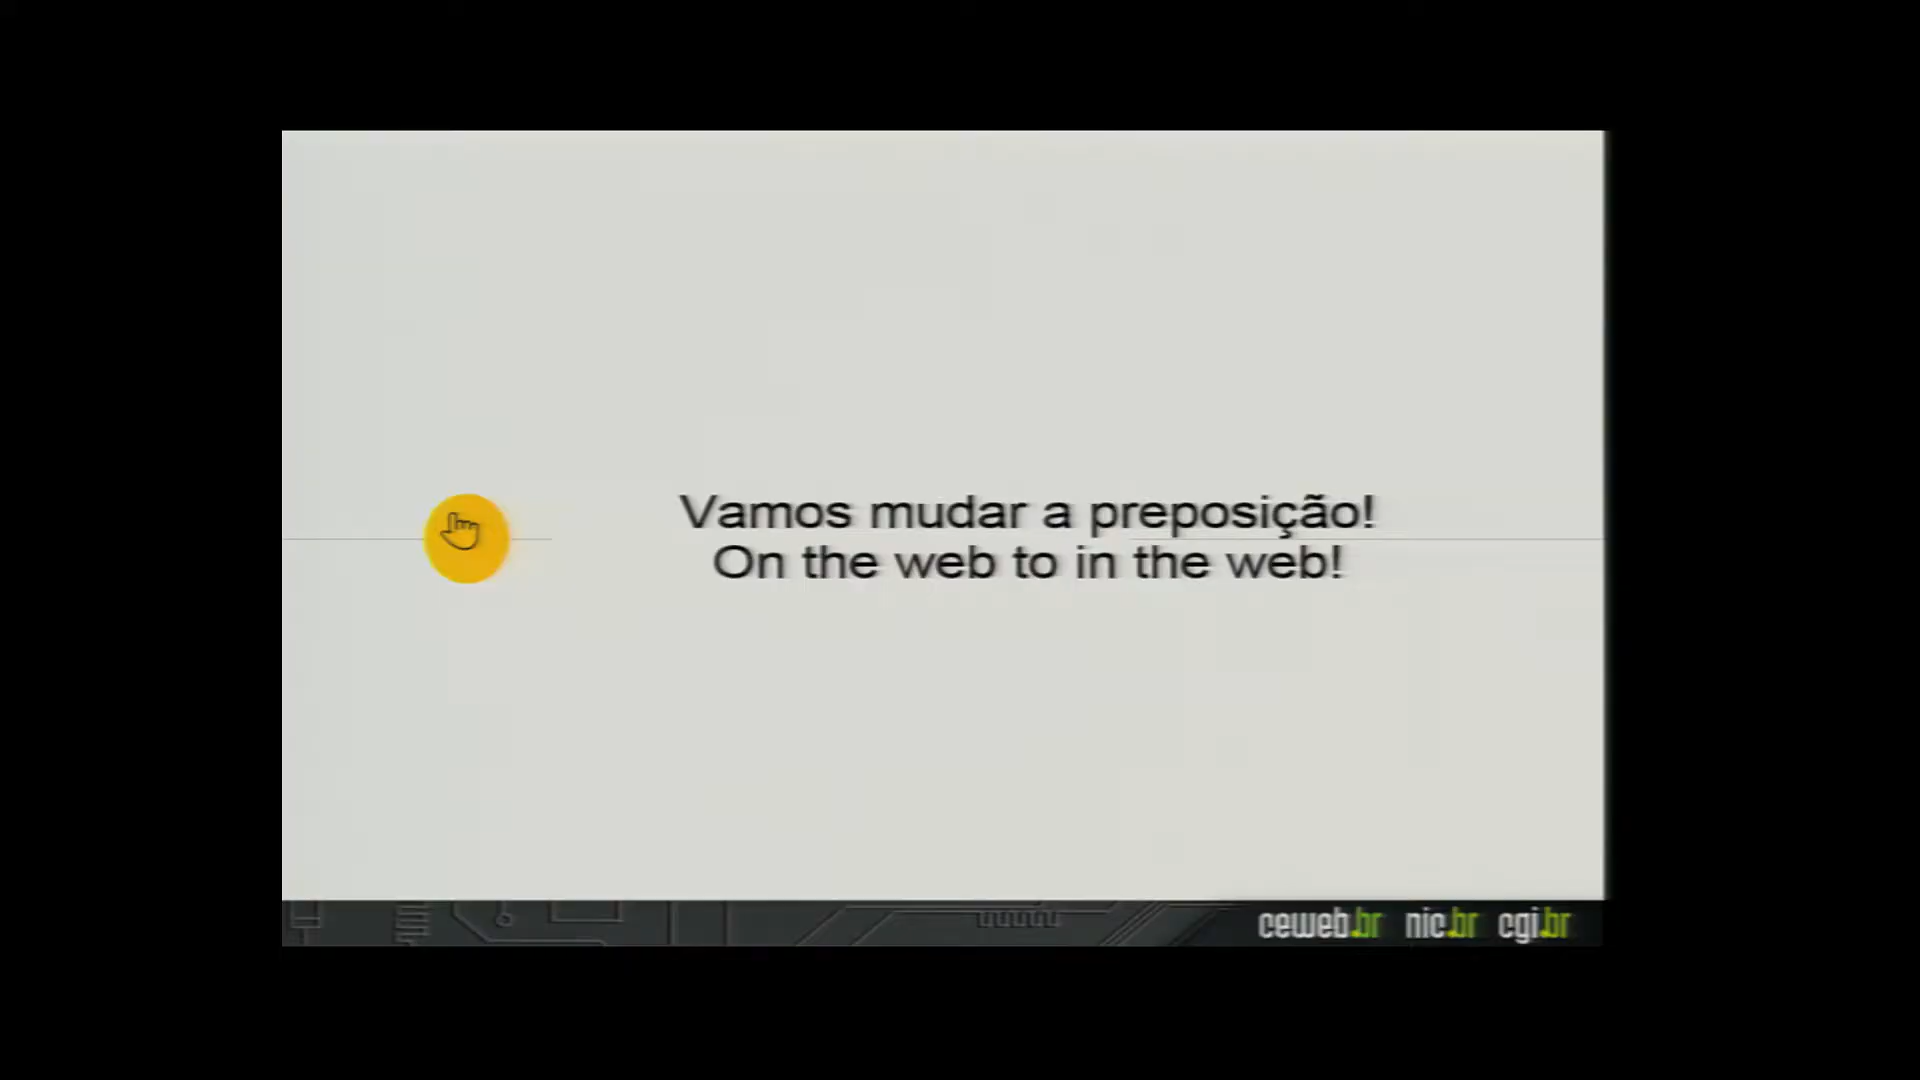 Vamos mudar a preposição!
On the web to in the web!
ceweb.br nic.br cgi.br